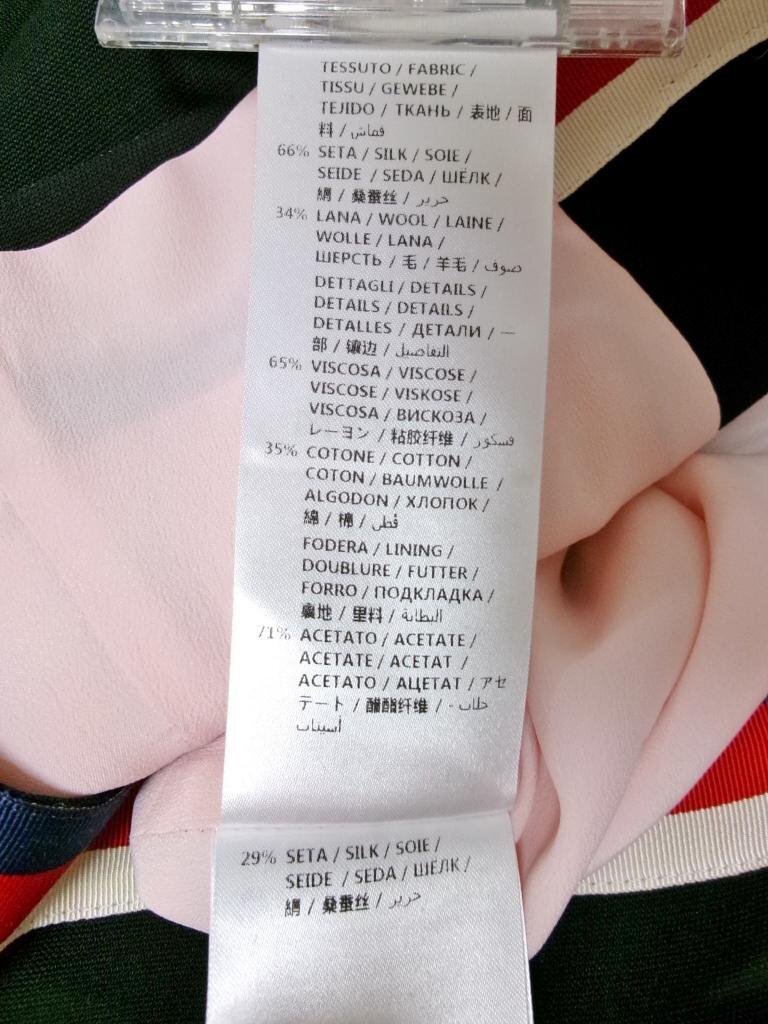 TESSUTO / FABRIC /
TISSU / GEWEBE /
TEJIDO / ТКАНЬ / 表地 / 面
料 / قماش
66% SETA / SILK / SOIE /
SEIDE / SEDA / ШЁЛК /
絹 / 桑蚕丝 / حرير
34% LANA / WOOL / LAINE /
WOLLE / LANA /
ШЕРСТЬ / 毛 / 羊毛 / صوف
DETTAGLI / DETAILS /
DETAILS / DETAILS /
DETALLES / ДЕТАЛИ / 一
部 / 镶边 / التفاصيل
65% VISCOSA / VISCOSE /
VISCOSE / VISKOSE /
VISCOSA / ВИСКОЗА /
レーヨン / 粘胶纤维 / فسكوز
35% COTONE / COTTON /
COTON / BAUMWOLLE /
ALGODON / ХЛОПОК /
綿 / 棉 / قطن
FODERA / LINING /
DOUBLURE / FUTTER /
FORRO / ПОДКЛАДКА /
裏地 / 里料 / البطانة
71% ACETATO / ACETATE /
ACETATE / ACETAT /
ACETATO / АЦЕТАТ / アセ
テート / 醋酯纤维 /
29% SETA / SILK / SOIE /
SEIDE / SEDA / ШЁЛК /
絹 / 桑蚕丝 / حرير